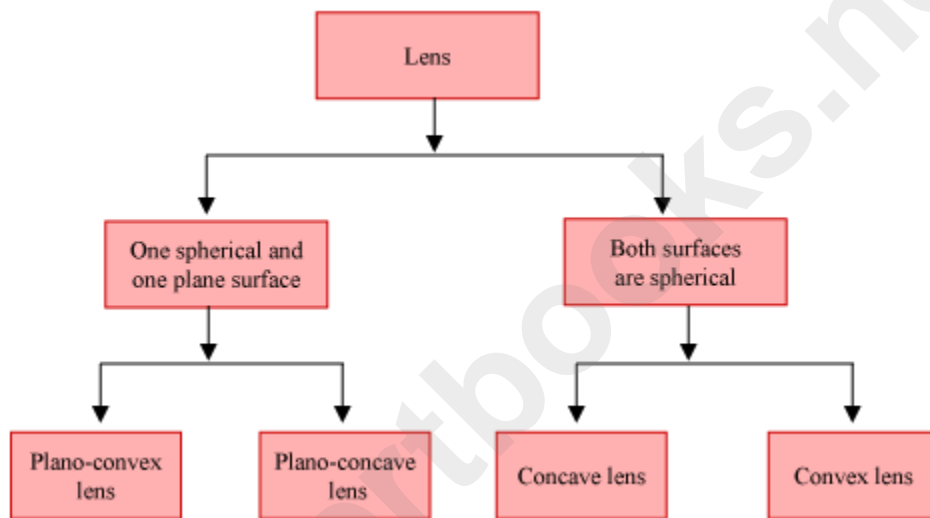 Lens
One spherical and
one plane surface
Both surfaces
are spherical
Plano-convex
lens
Plano-concave
lens
Concave lens
Convex lens